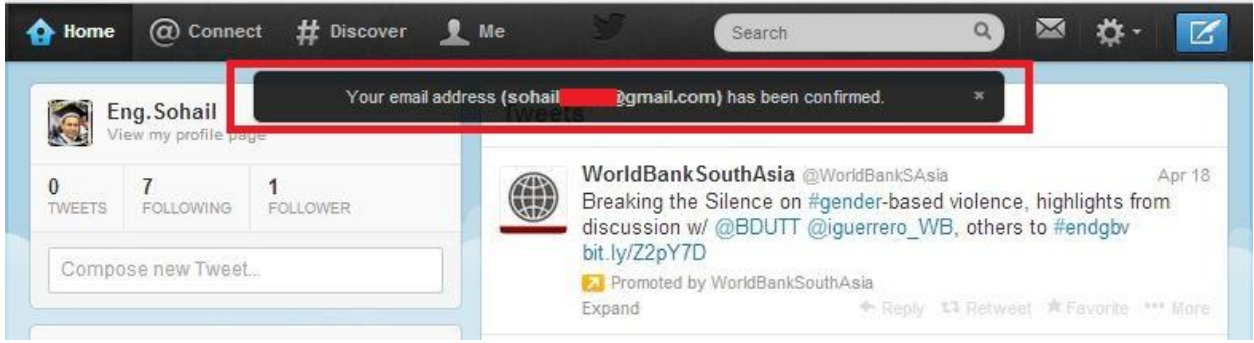 Home @ Connect # Discover Me Search
Your email address (sohail @gmail.com) has been confirmed. ×
Eng.Sohail
View my profile page
0 7 1
TWEETS FOLLOWING FOLLOWER
Compose new Tweet...
Tweets
WorldBankSouthAsia @WorldBankSAsia Apr 18
Breaking the Silence on #gender-based violence, highlights from
discussion w/ @BDUTT @iguerrero_WB, others to #endgbv
bit.ly/Z2pY7D
Promoted by WorldBankSouthAsia
Expand Reply Retweet Favorite More